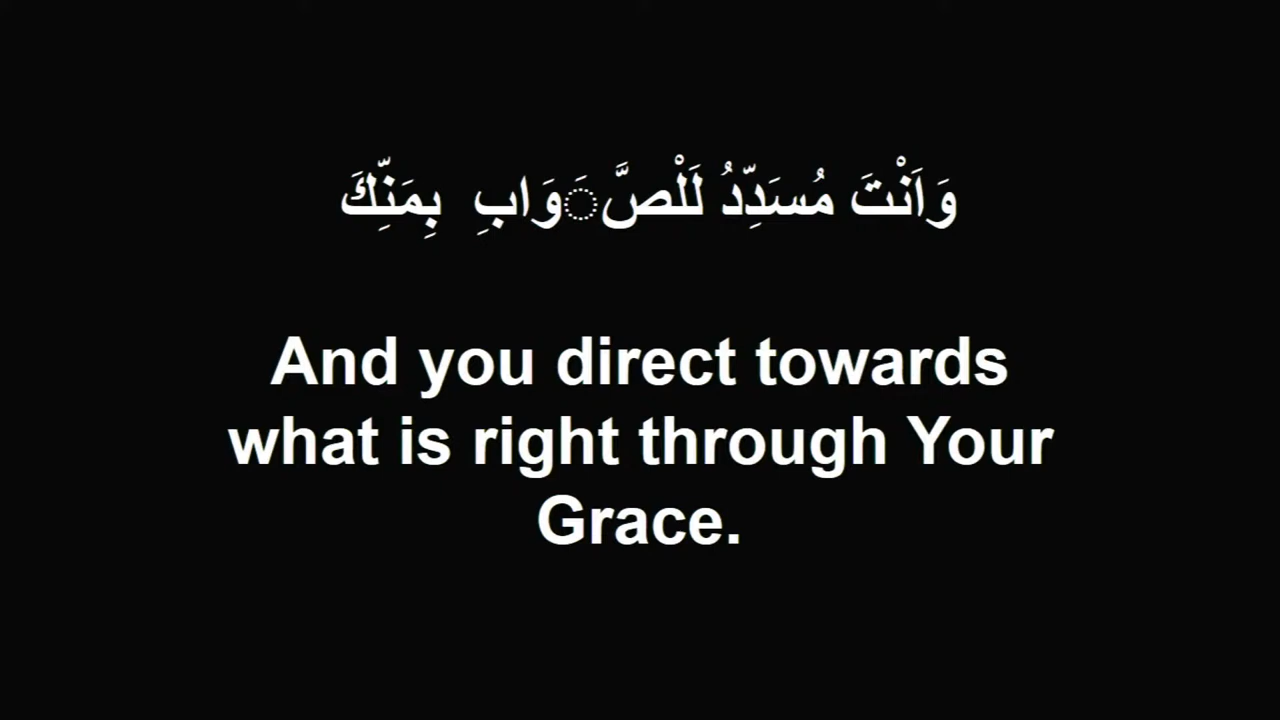 وَاَنْتَ مُسَدِّدُ لَلْصَّ◌َوَابِ  بِمَنِّكَ
And you direct towards
what is right through Your
Grace.